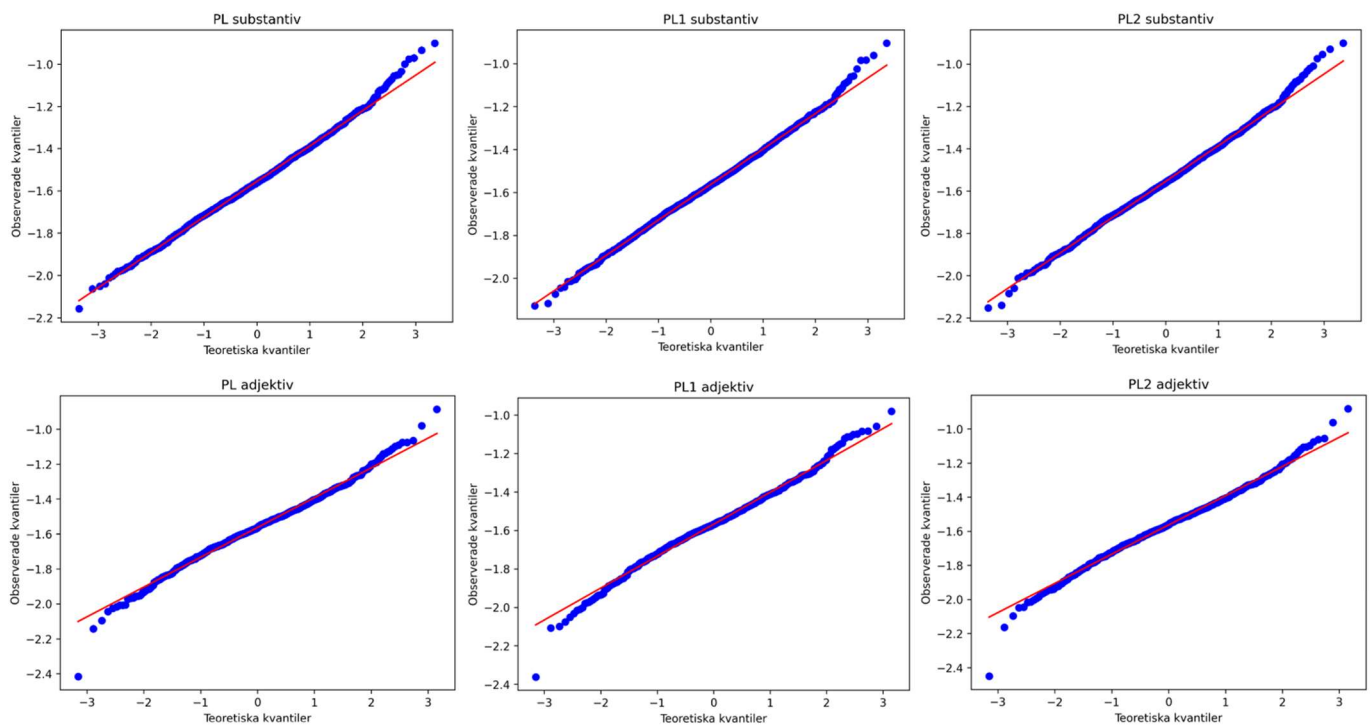 PL substantiv
Observerade kvantiler
−1.0
−1.2
−1.4
−1.6
−1.8
−2.0
−2.2
−3 −2 −1 0 1 2 3
Teoretiska kvantiler
PL1 substantiv
Observerade kvantiler
−1.0
−1.2
−1.4
−1.6
−1.8
−2.0
−3 −2 −1 0 1 2 3
Teoretiska kvantiler
PL2 substantiv
Observerade kvantiler
−1.0
−1.2
−1.4
−1.6
−1.8
−2.0
−2.2
−3 −2 −1 0 1 2 3
Teoretiska kvantiler
PL adjektiv
Observerade kvantiler
−1.0
−1.2
−1.4
−1.6
−1.8
−2.0
−2.2
−2.4
−3 −2 −1 0 1 2 3
Teoretiska kvantiler
PL1 adjektiv
Observerade kvantiler
−1.0
−1.2
−1.4
−1.6
−1.8
−2.0
−2.2
−2.4
−3 −2 −1 0 1 2 3
Teoretiska kvantiler
PL2 adjektiv
Observerade kvantiler
−1.0
−1.2
−1.4
−1.6
−1.8
−2.0
−2.2
−2.4
−3 −2 −1 0 1 2 3
Teoretiska kvantiler